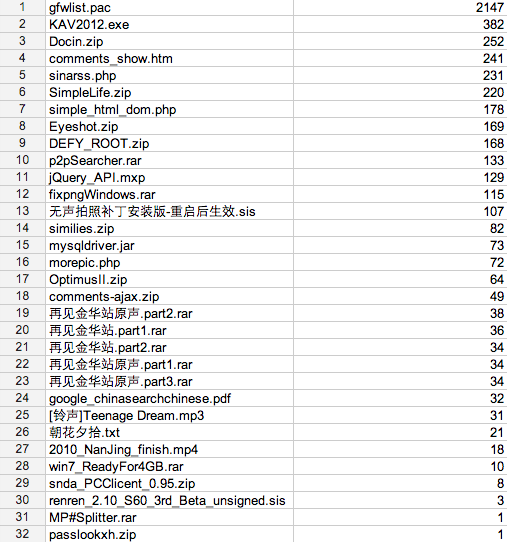 1 gfwlist.pac 2147
2 KAV2012.exe 382
3 Docin.zip 252
4 comments_show.htm 241
5 sinarss.php 231
6 SimpleLife.zip 220
7 simple_html_dom.php 178
8 Eyeshot.zip 169
9 DEFY_ROOT.zip 168
10 p2pSearcher.rar 133
11 jQuery_API.mxp 129
12 fixpngWindows.rar 115
13 无声拍照补丁安装版-重启后生效.sis 107
14 similies.zip 82
15 mysqldriver.jar 73
16 morepic.php 72
17 OptimusII.zip 64
18 comments-ajax.zip 49
19 再见金华站原声.part2.rar 38
20 再见金华站.part1.rar 36
21 再见金华站.part2.rar 34
22 再见金华站原声.part1.rar 34
23 再见金华站原声.part3.rar 34
24 google_chinasearchchinese.pdf 32
25 [铃声]Teenage Dream.mp3 31
26 朝花夕拾.txt 21
27 2010_NanJing_finish.mp4 18
28 win7_ReadyFor4GB.rar 10
29 snda_PCClicent_0.95.zip 8
30 renren_2.10_S60_3rd_Beta_unsigned.sis 3
31 MP#Splitter.rar 1
32 passlookxh.zip 1